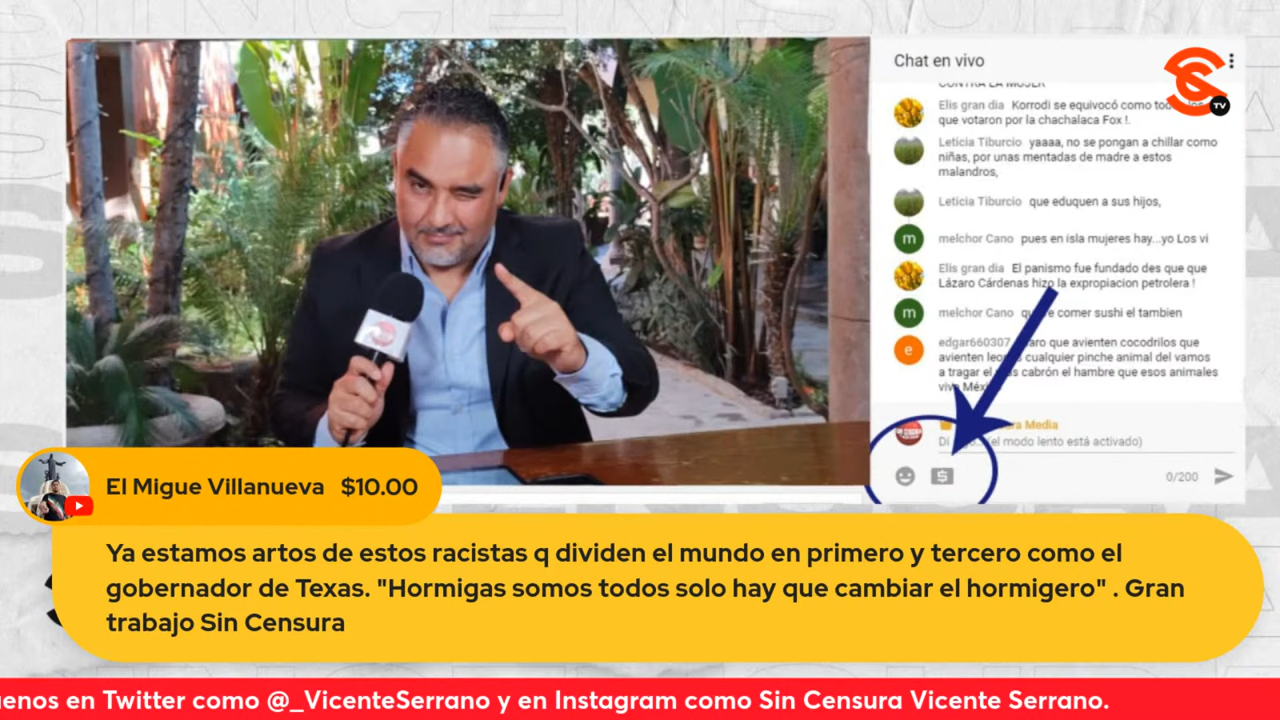 Chat en vivo
TV
CONTRA LA MUJER
Elis gran dia Korrodi se equivocó como
que votaron por la chachalaca Fox !.
Leticia Tiburcio yaaaa, no se pongan a chillar como
niñas, por unas mentadas de madre a estos
malandros,
Leticia Tiburcio que eduquen a sus hijos,
m
melchor Cano pues en isla mujeres hay...yo Los vi
Elis gran dia El panismo fue fundado des que que
Lázaro Cárdenas hizo la expropiacion petrolera !
m
melchor Cano comer sushi el tambien
e
edgar660307 que avienten cocodrilos que
avienten cualquier pinche animal del vamos
a tragar el cabrón el hambre que esos animales
Media
el modo lento está activado)
0/200
El Migue Villanueva $10.00
Ya estamos artos de estos racistas q dividen el mundo en primero y tercero como el
gobernador de Texas. "Hormigas somos todos solo hay que cambiar el hormigero" . Gran
trabajo Sin Censura
en Twitter como @_VicenteSerrano y en Instagram como Sin Censura Vicente Serrano.